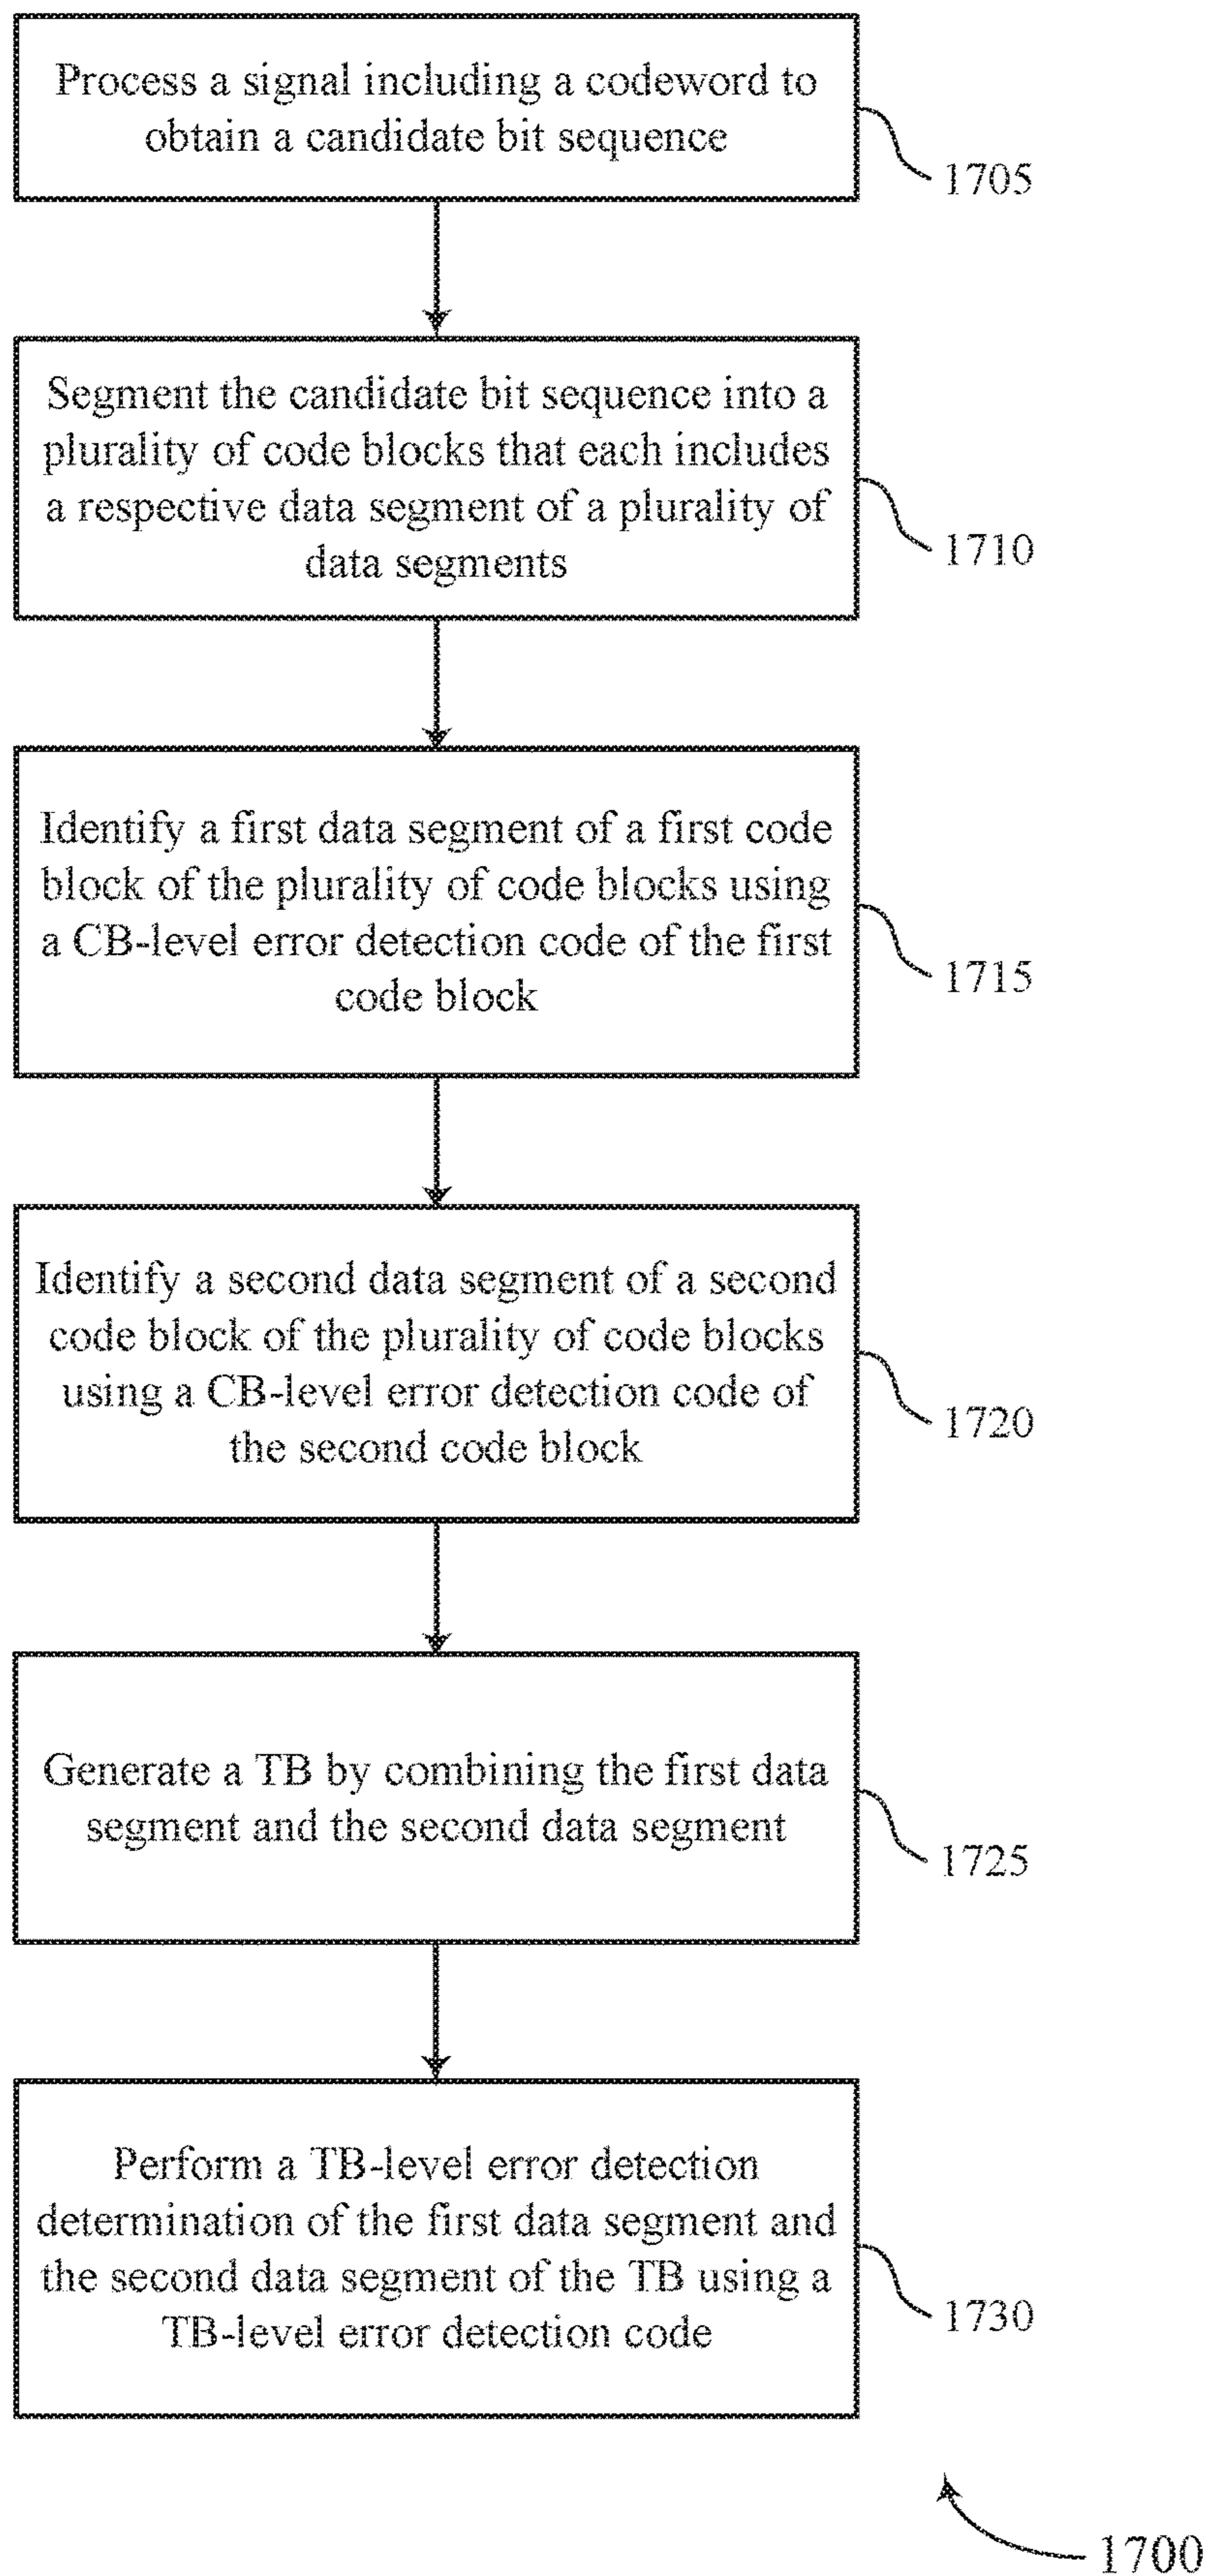 Process a signal including a codeword to
obtain a candidate bit sequence
1705
Segment the candidate bit sequence into a
plurality of code blocks that each includes
a respective data segment of a plurality of
data segments
1710
Identify a first data segment of a first code
block of the plurality of code blocks using
a CB-level error detection code of the first
code block
1715
Identify a second data segment of a second
code block of the plurality of code blocks
using a CB-level error detection code of
the second code block
1720
Generate a TB by combining the first data
segment and the second data segment
1725
Perform a TB-level error detection
determination of the first data segment and
the second data segment of the TB using a
TB-level error detection code
1730
1700